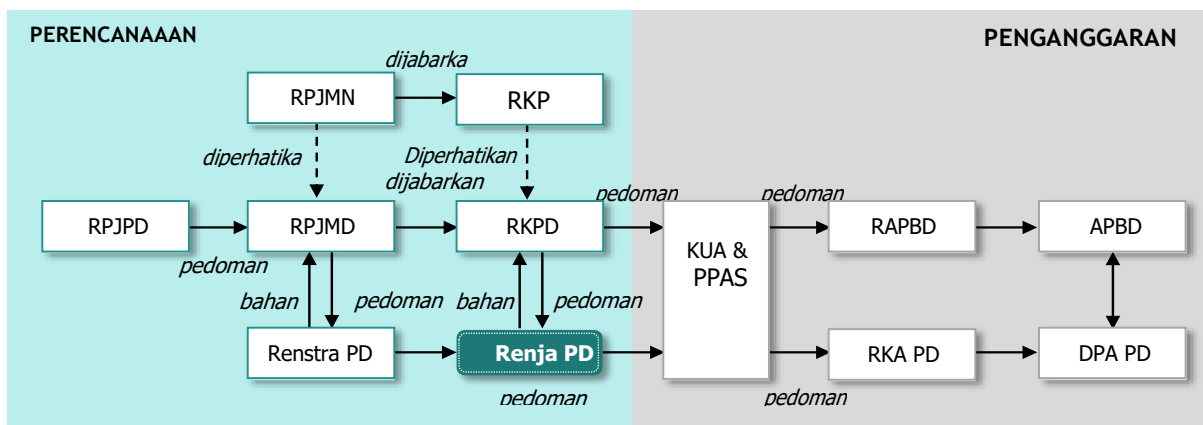 PERENCANAAAN
PENGANGGARAN
dijabarka
RPJMN
RKP
diperhatika
Diperhatikan
dijabarkan
pedoman
pedoman
RPJPD
RPJMD
RKPD
KUA &
PPAS
RAPBD
APBD
pedoman
bahan
pedoman
bahan
pedoman
Renstra PD
Renja PD
RKA PD
DPA PD
pedoman
pedoman